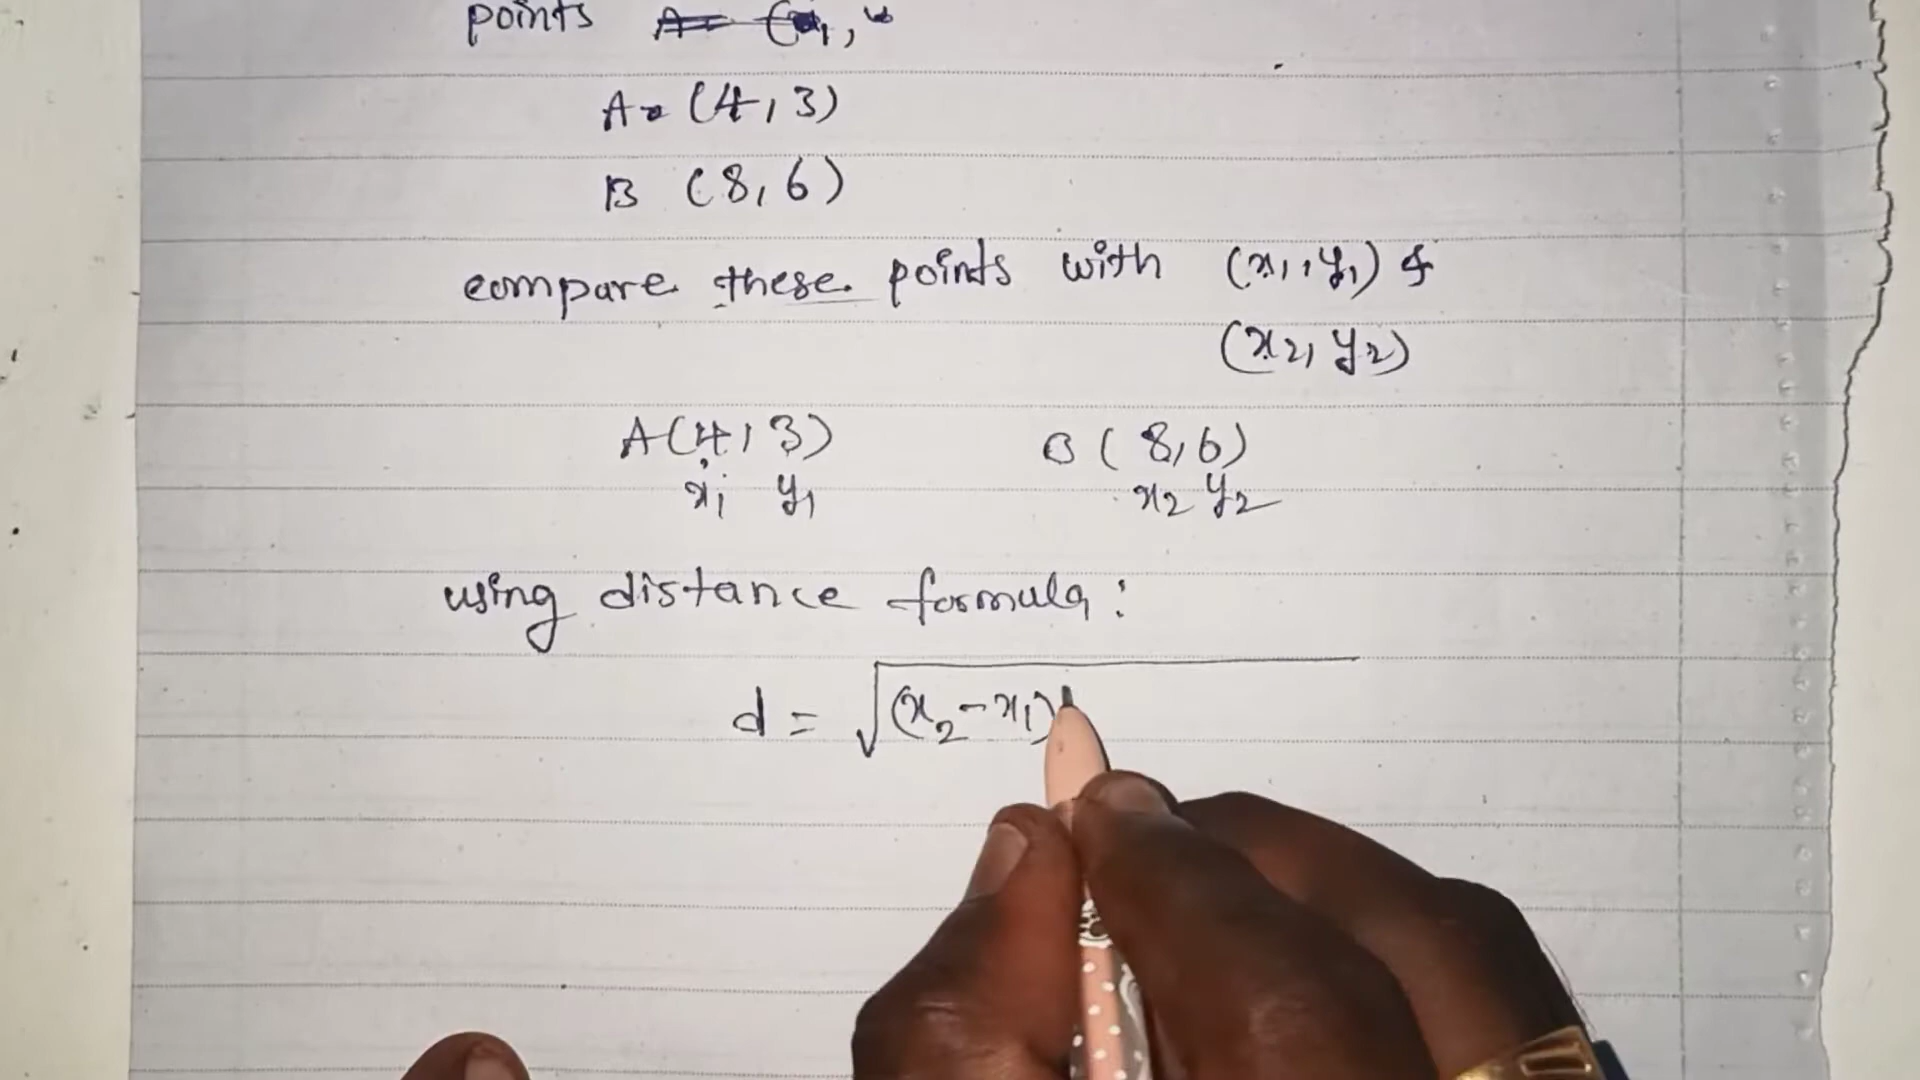 points A= (x1,
A= (4, 3)
B (8, 6)
compare these points with (x1, y1) &
(x2, y2)
A(4, 3) B (8, 6)
x1 y1 x2 y2
using distance formula:
d = √(x2-x1)